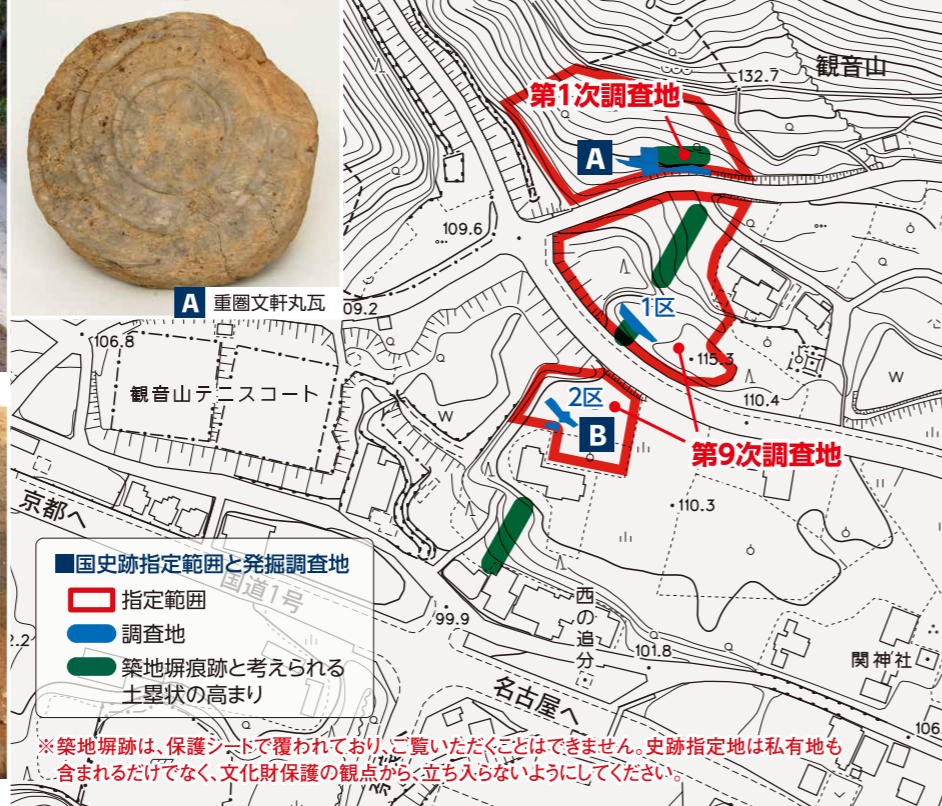 A 重圏文軒丸瓦
観音山
132.7
第1次調査地
A
109.6
09.2
1区
115.3
106.8
観音山テニスコート
W
W
110.4
2区
B
第9次調査地
110.3
京都へ
■国史跡指定範囲と発掘調査地
国道1号
指定範囲
調査地
築地塀痕跡と考えられる
土塁状の高まり
2.2
99.9
西の追分
101.8
関神社
名古屋へ
106.
※築地塀跡は、保護シートで覆われており、ご覧いただくことはできません。史跡指定地は私有地も
含まれるだけでなく、文化財保護の観点から、立ち入らないようにしてください。